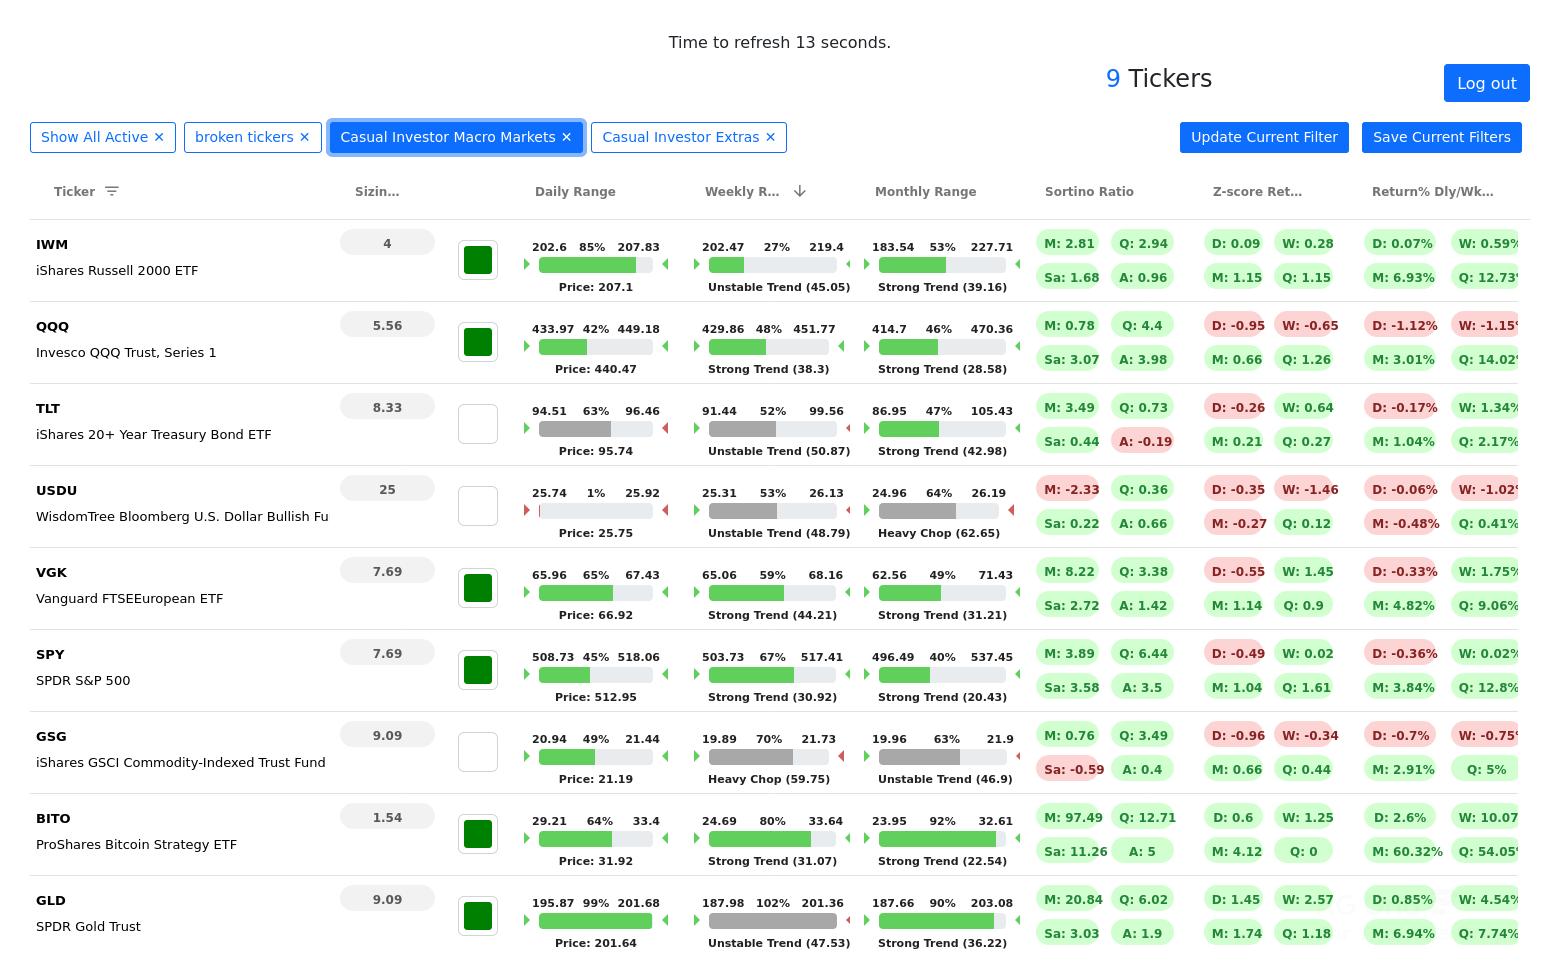 Time to refresh 13 seconds.
9 Tickers
Log out
Show All Active ✕ broken tickers ✕ Casual Investor Macro Markets ✕ Casual Investor Extras ✕ Update Current Filter Save Current Filters
Ticker Sizin... Daily Range Weekly R... Monthly Range Sortino Ratio Z-score Ret... Return% Dly/Wk...
IWM 4 202.6 85% 207.83 202.47 27% 219.4 183.54 53% 227.71 M: 2.81 Q: 2.94 D: 0.09 W: 0.28 D: 0.07% W: 0.59%
iShares Russell 2000 ETF Price: 207.1 Unstable Trend (45.05) Strong Trend (39.16) Sa: 1.68 A: 0.96 M: 1.15 Q: 1.15 M: 6.93% Q: 12.73%
QQQ 5.56 433.97 42% 449.18 429.86 48% 451.77 414.7 46% 470.36 M: 0.78 Q: 4.4 D: -0.95 W: -0.65 D: -1.12% W: -1.15%
Invesco QQQ Trust, Series 1 Price: 440.47 Strong Trend (38.3) Strong Trend (28.58) Sa: 3.07 A: 3.98 M: 0.66 Q: 1.26 M: 3.01% Q: 14.02%
TLT 8.33 94.51 63% 96.46 91.44 52% 99.56 86.95 47% 105.43 M: 3.49 Q: 0.73 D: -0.26 W: 0.64 D: -0.17% W: 1.34%
iShares 20+ Year Treasury Bond ETF Price: 95.74 Unstable Trend (50.87) Strong Trend (42.98) Sa: 0.44 A: -0.19 M: 0.21 Q: 0.27 M: 1.04% Q: 2.17%
USDU 25 25.74 1% 25.92 25.31 53% 26.13 24.96 64% 26.19 M: -2.33 Q: 0.36 D: -0.35 W: -1.46 D: -0.06% W: -1.02%
WisdomTree Bloomberg U.S. Dollar Bullish Fu Price: 25.75 Unstable Trend (48.79) Heavy Chop (62.65) Sa: 0.22 A: 0.66 M: -0.27 Q: 0.12 M: -0.48% Q: 0.41%
VGK 7.69 65.96 65% 67.43 65.06 59% 68.16 62.56 49% 71.43 M: 8.22 Q: 3.38 D: -0.55 W: 1.45 D: -0.33% W: 1.75%
Vanguard FTSEEuropean ETF Price: 66.92 Strong Trend (44.21) Strong Trend (31.21) Sa: 2.72 A: 1.42 M: 1.14 Q: 0.9 M: 4.82% Q: 9.06%
SPY 7.69 508.73 45% 518.06 503.73 67% 517.41 496.49 40% 537.45 M: 3.89 Q: 6.44 D: -0.49 W: 0.02 D: -0.36% W: 0.02%
SPDR S&P 500 Price: 512.95 Strong Trend (30.92) Strong Trend (20.43) Sa: 3.58 A: 3.5 M: 1.04 Q: 1.61 M: 3.84% Q: 12.8%
GSG 9.09 20.94 49% 21.44 19.89 70% 21.73 19.96 63% 21.9 M: 0.76 Q: 3.49 D: -0.96 W: -0.34 D: -0.7% W: -0.75%
iShares GSCI Commodity-Indexed Trust Fund Price: 21.19 Heavy Chop (59.75) Unstable Trend (46.9) Sa: -0.59 A: 0.4 M: 0.66 Q: 0.44 M: 2.91% Q: 5%
BITO 1.54 29.21 64% 33.4 24.69 80% 33.64 23.95 92% 32.61 M: 97.49 Q: 12.71 D: 0.6 W: 1.25 D: 2.6% W: 10.07
ProShares Bitcoin Strategy ETF Price: 31.92 Strong Trend (31.07) Strong Trend (22.54) Sa: 11.26 A: 5 M: 4.12 Q: 0 M: 60.32% Q: 54.05%
GLD 9.09 195.87 99% 201.68 187.98 102% 201.36 187.66 90% 203.08 M: 20.84 Q: 6.02 D: 1.45 W: 2.57 D: 0.85% W: 4.54%
SPDR Gold Trust Price: 201.64 Unstable Trend (47.53) Strong Trend (36.22) Sa: 3.03 A: 1.9 M: 1.74 Q: 1.18 M: 6.94% Q: 7.74%